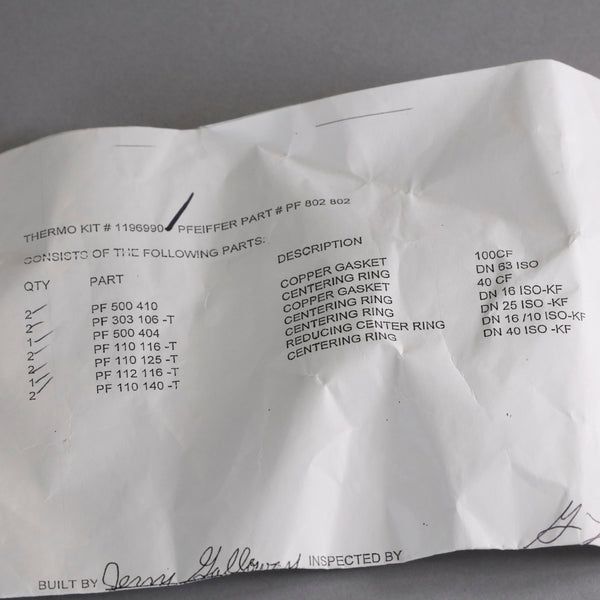 THERMO KIT # 1196990 PFEIFFER PART # PF 802 802
CONSISTS OF THE FOLLOWING PARTS:
QTY PART DESCRIPTION
2 PF 500 410 COPPER GASKET 100CF
2 PF 303 106 -T CENTERING RING DN 63 ISO
1 PF 500 404 COPPER GASKET 40 CF
2 PF 110 116 -T CENTERING RING DN 16 ISO-KF
2 PF 110 125 -T CENTERING RING DN 25 ISO -KF
1 PF 112 116 -T REDUCING CENTER RING DN 16 /10 ISO-KF
2 PF 110 140 -T CENTERING RING DN 40 ISO -KF
BUILT BY Jerry Galloway INSPECTED BY